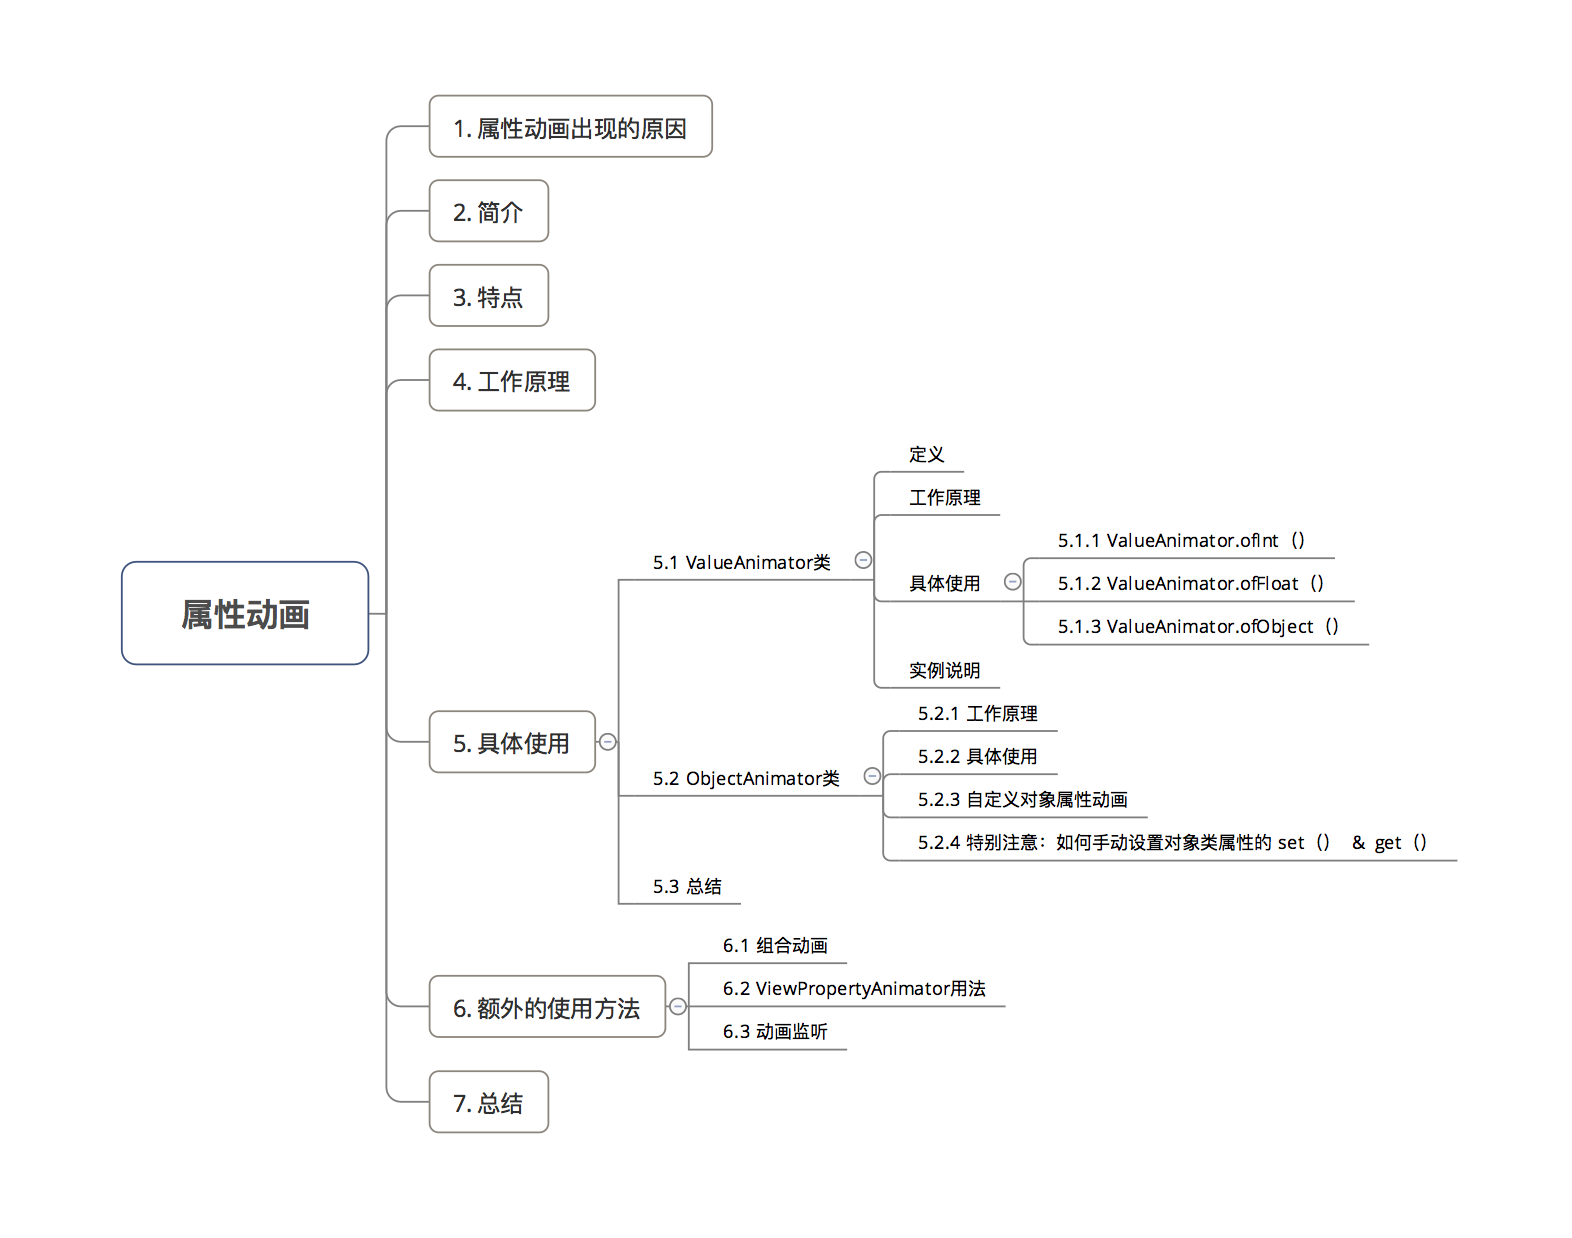 属性动画
1. 属性动画出现的原因
2. 简介
3. 特点
4. 工作原理
5. 具体使用
5.1 ValueAnimator类
定义
工作原理
具体使用
5.1.1 ValueAnimator.ofInt（）
5.1.2 ValueAnimator.ofFloat（）
5.1.3 ValueAnimator.ofObject（）
实例说明
5.2 ObjectAnimator类
5.2.1 工作原理
5.2.2 具体使用
5.2.3 自定义对象属性动画
5.2.4 特别注意：如何手动设置对象类属性的 set（） & get（）
5.3 总结
6. 额外的使用方法
6.1 组合动画
6.2 ViewPropertyAnimator用法
6.3 动画监听
7. 总结